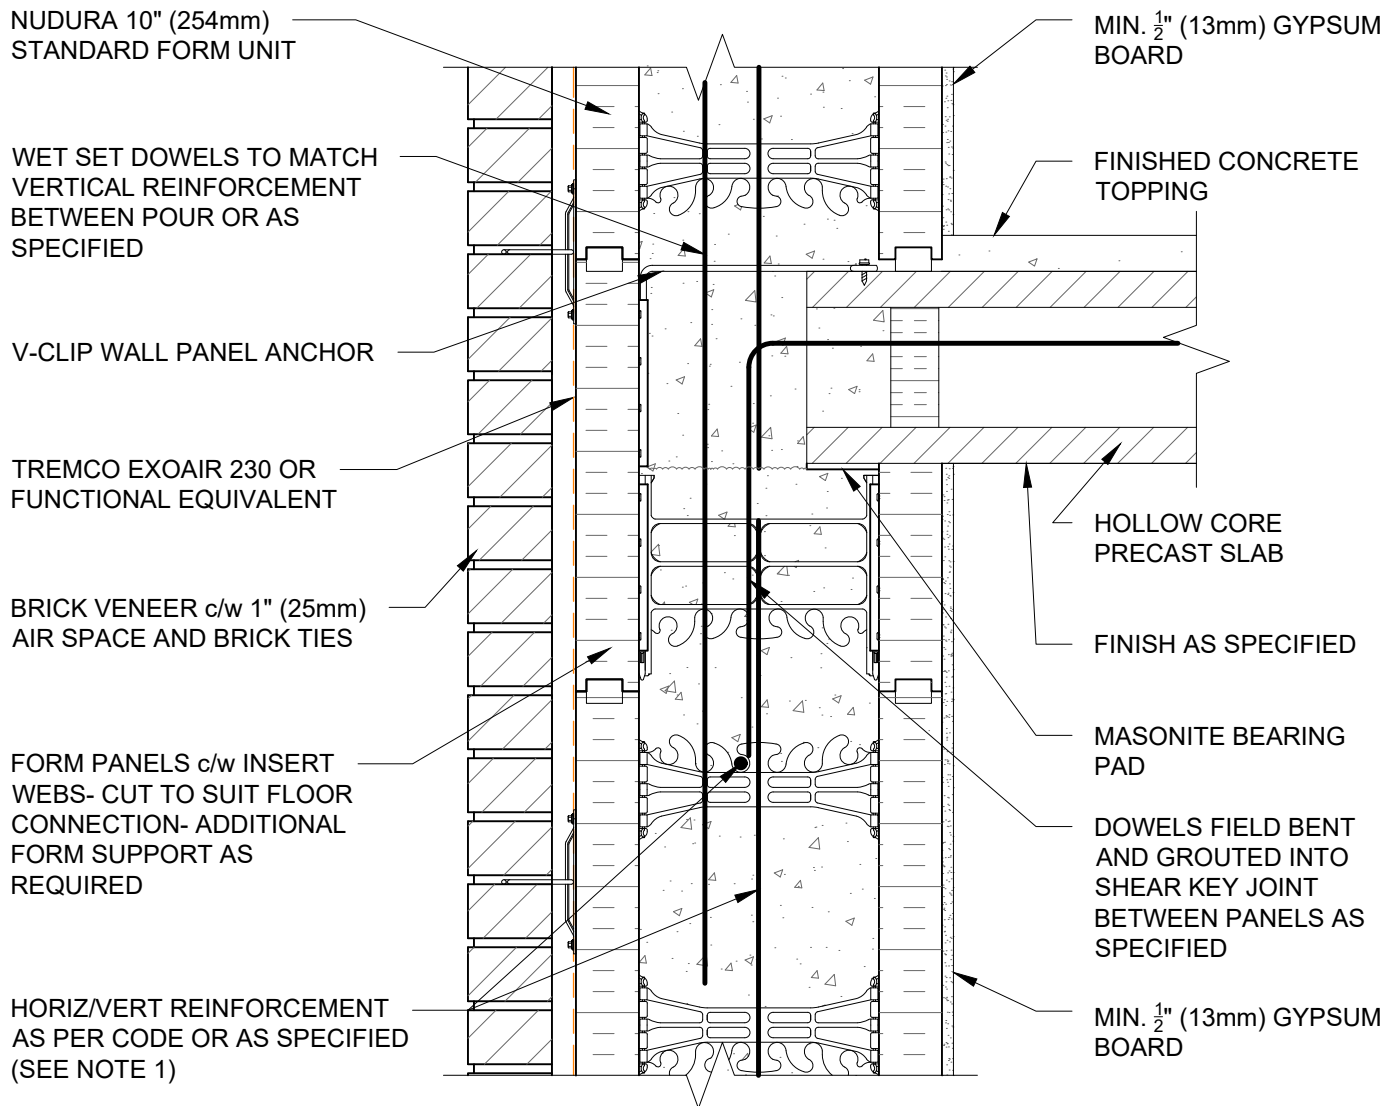 NUDURA 10" (254mm)
STANDARD FORM UNIT
WET SET DOWELS TO MATCH
VERTICAL REINFORCEMENT
BETWEEN POUR OR AS
SPECIFIED
V-CLIP WALL PANEL ANCHOR
TREMCO EXOAIR 230 OR
FUNCTIONAL EQUIVALENT
BRICK VENEER c/w 1" (25mm)
AIR SPACE AND BRICK TIES
FORM PANELS c/w INSERT
WEBS- CUT TO SUIT FLOOR
CONNECTION- ADDITIONAL
FORM SUPPORT AS
REQUIRED
HORIZ/VERT REINFORCEMENT
AS PER CODE OR AS SPECIFIED
(SEE NOTE 1)
MIN. 1/2" (13mm) GYPSUM
BOARD
FINISHED CONCRETE
TOPPING
HOLLOW CORE
PRECAST SLAB
FINISH AS SPECIFIED
MASONITE BEARING
PAD
DOWELS FIELD BENT
AND GROUTED INTO
SHEAR KEY JOINT
BETWEEN PANELS AS
SPECIFIED
MIN. 1/2" (13mm) GYPSUM
BOARD